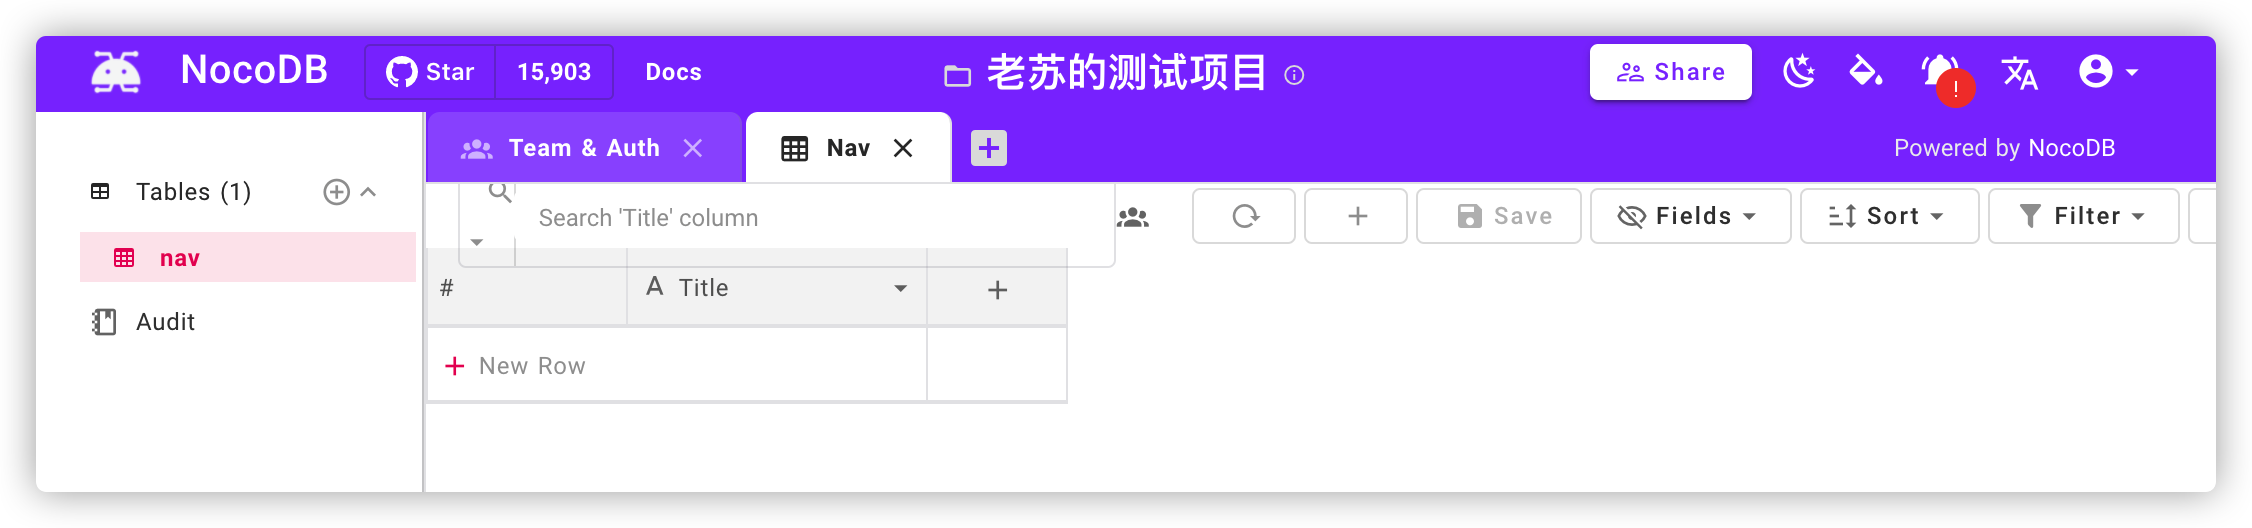 NocoDB Star 15,903 Docs 老苏的测试项目 Share
Team & Auth Nav Powered by NocoDB
Tables (1)
nav
Audit
Search 'Title' column Save Fields Sort Filter
# Title
New Row